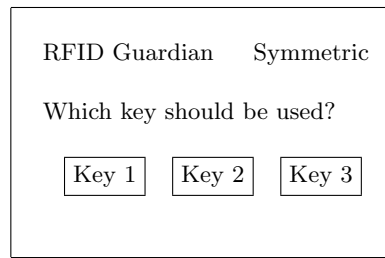 RFID Guardian Symmetric
Which key should be used?
Key 1 Key 2 Key 3